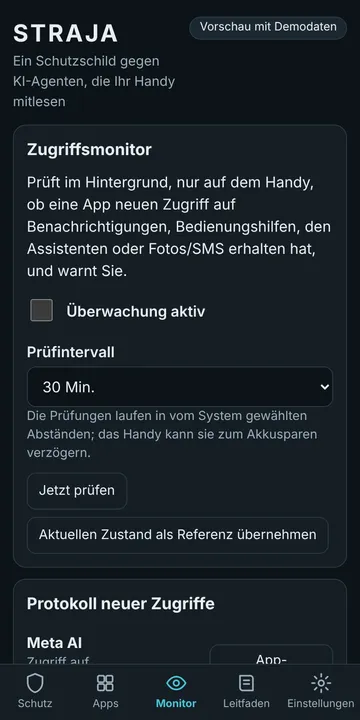 STRAJA
Vorschau mit Demodaten
Ein Schutzschild gegen
KI-Agenten, die Ihr Handy
mitlesen
Zugriffsmonitor
Prüft im Hintergrund, nur auf dem Handy,
ob eine App neuen Zugriff auf
Benachrichtigungen, Bedienungshilfen, den
Assistenten oder Fotos/SMS erhalten hat,
und warnt Sie.
Überwachung aktiv
Prüfintervall
30 Min.
Die Prüfungen laufen in vom System gewählten
Abständen; das Handy kann sie zum Akkusparen
verzögern.
Jetzt prüfen
Aktuellen Zustand als Referenz übernehmen
Protokoll neuer Zugriffe
Meta AI
Zugriff auf
App-
Schutz
Apps
Monitor
Leitfaden
Einstellungen